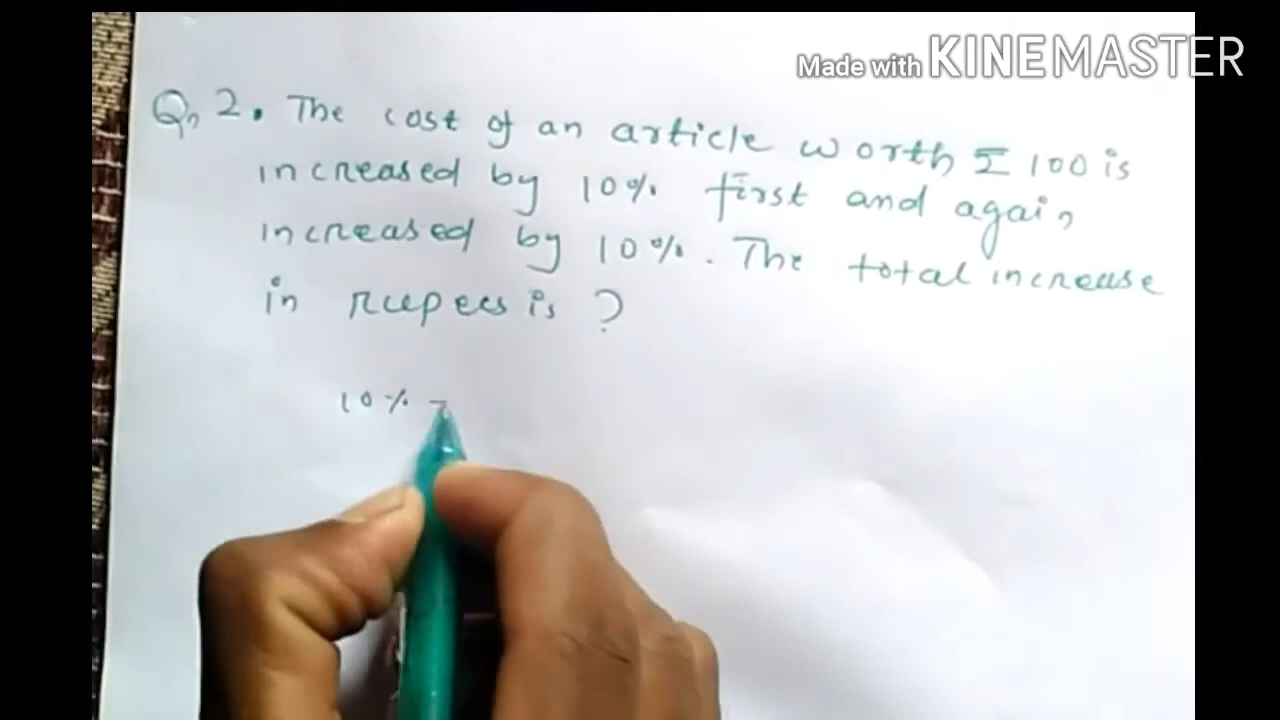 Made with KINEMASTER
Qn 2. The cost of an article worth ₹ 100 is
increased by 10% first and again
increased by 10%. The total increase
in rupees is ?
10% -